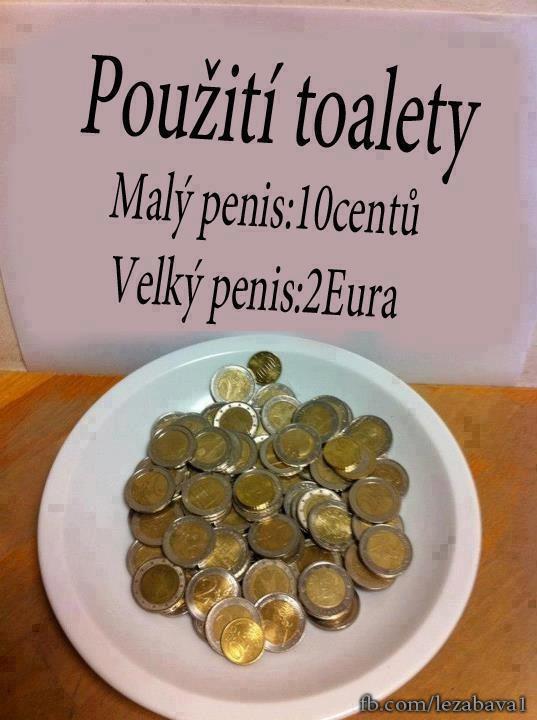 Použití toalety
Malý penis:10centů
Velký penis:2Eura
fb.com/lezabava1